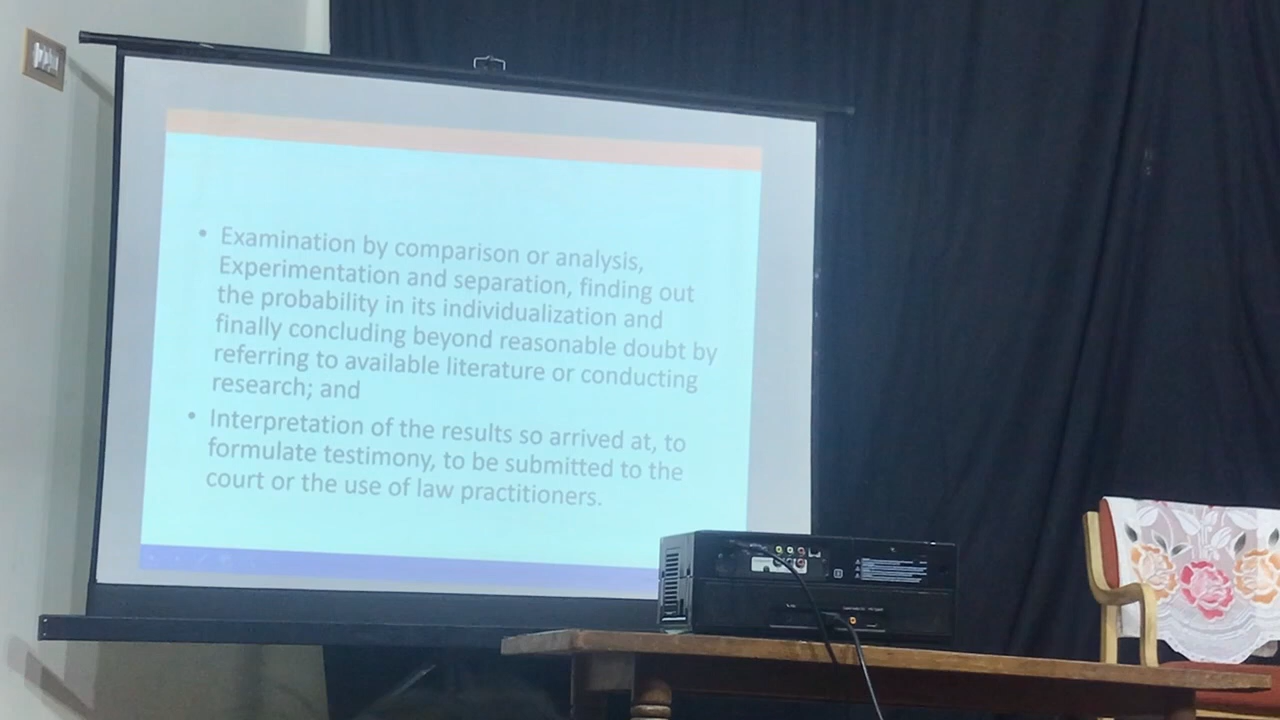 • Examination by comparison or analysis,
Experimentation and separation, finding out
the probability in its individualization and
finally concluding beyond reasonable doubt by
referring to available literature or conducting
research; and
• Interpretation of the results so arrived at, to
formulate testimony, to be submitted to the
court or the use of law practitioners.